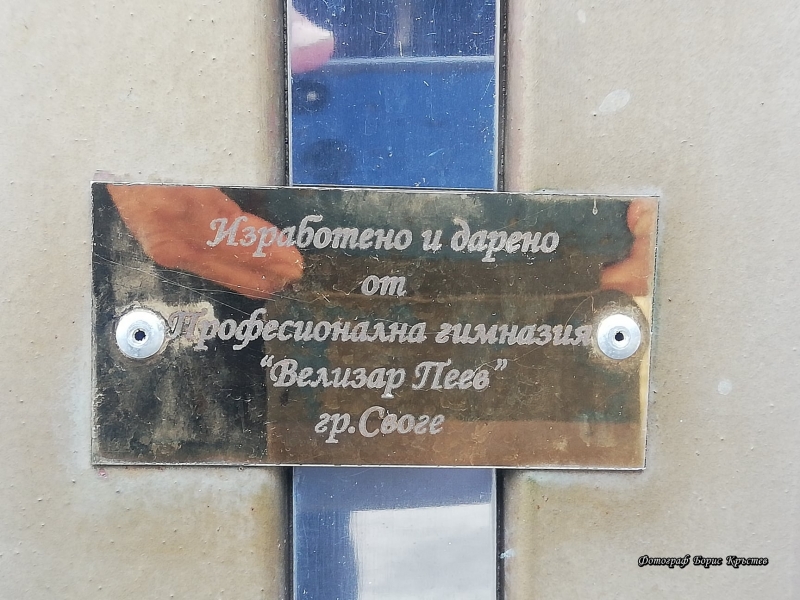 Изработено и дарено
от
Професионална гимназия
“Велизар Пеев”
гр.Своге
Фотограф Борис Кръстев